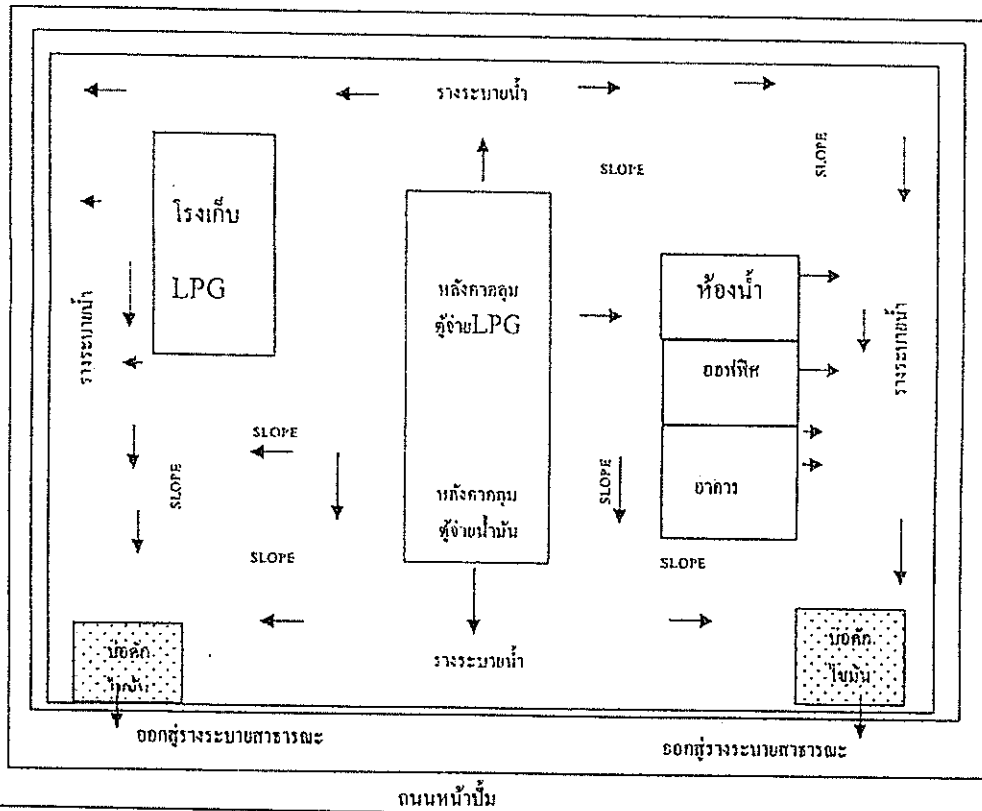 รางระบายน้ำ
SLOPE
SLOPE
โรงเก็บ
LPG
หลังคาคลุม
ตู้จ่ายLPG
ห้องน้ำ
รางระบายน้ำ
รางระบายน้ำ
ออฟฟิศ
SLOPE
SLOPE
SLOPE
หลังคาคลุม
ตู้จ่ายน้ำมัน
อาคาร
SLOPE
SLOPE
บ่อดัก
ไขมัน
รางระบายน้ำ
บ่อดัก
ไขมัน
ออกสู่รางระบายสาธารณะ
ออกสู่รางระบายสาธารณะ
ถนนหน้าปั๊ม